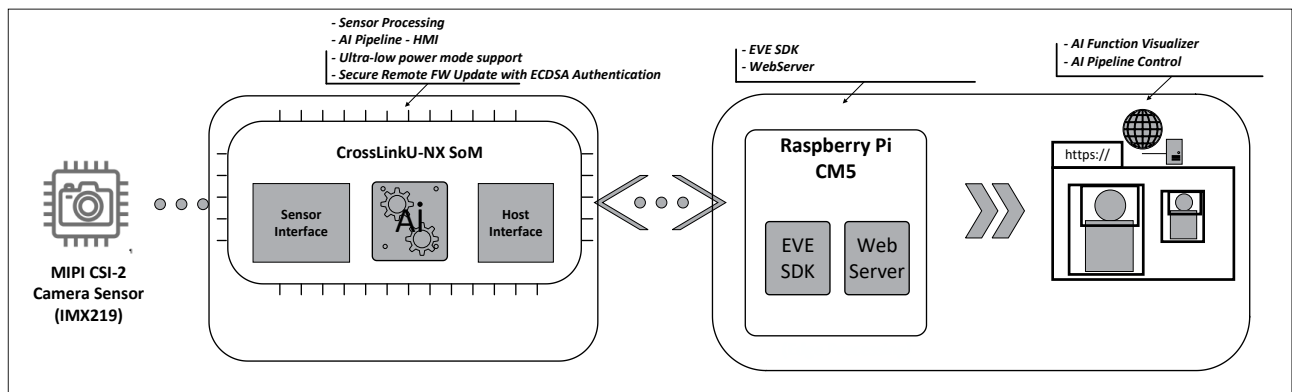 - Sensor Processing
- AI Pipeline - HMI
- Ultra-low power mode support
- Secure Remote FW Update with ECDSA Authentication
- EVE SDK
- WebServer
- AI Function Visualizer
- AI Pipeline Control
MIPI CSI-2
Camera Sensor
(IMX219)
CrossLinkU-NX SoM
Sensor
Interface
Ai
Host
Interface
Raspberry Pi
CM5
EVE
SDK
Web
Server
https://